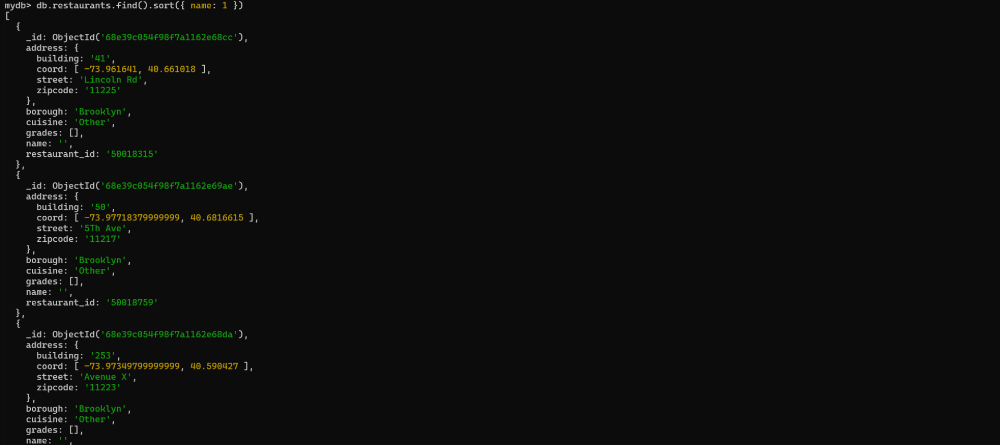 mydb> db.restaurants.find().sort({ name: 1 })
[
  {
    _id: ObjectId('68e39c054f98f7a1162e68cc'),
    address: {
      building: '41',
      coord: [ -73.961641, 40.661018 ],
      street: 'Lincoln Rd',
      zipcode: '11225'
    },
    borough: 'Brooklyn',
    cuisine: 'Other',
    grades: [],
    name: '',
    restaurant_id: '50018315'
  },
  {
    _id: ObjectId('68e39c054f98f7a1162e69ae'),
    address: {
      building: '50',
      coord: [ -73.97718379999999, 40.6816615 ],
      street: '5Th Ave',
      zipcode: '11217'
    },
    borough: 'Brooklyn',
    cuisine: 'Other',
    grades: [],
    name: '',
    restaurant_id: '50018759'
  },
  {
    _id: ObjectId('68e39c054f98f7a1162e68da'),
    address: {
      building: '253',
      coord: [ -73.97349799999999, 40.590427 ],
      street: 'Avenue X',
      zipcode: '11223'
    },
    borough: 'Brooklyn',
    cuisine: 'Other',
    grades: [],
    name: '',